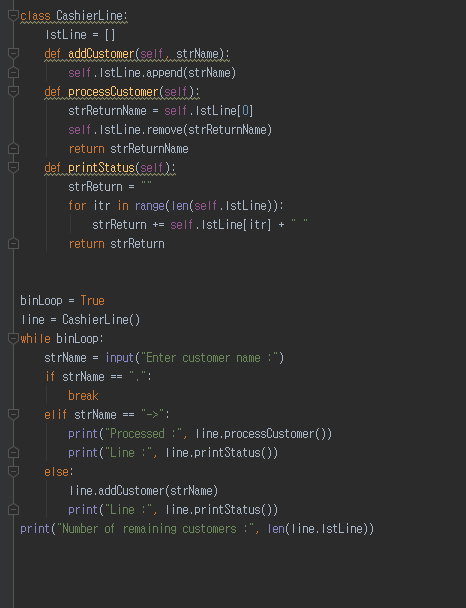 class CashierLine:
    lstLine = []
    def addCustomer(self, strName):
        self.lstLine.append(strName)
    def processCustomer(self):
        strReturnName = self.lstLine[0]
        self.lstLine.remove(strReturnName)
        return strReturnName
    def printStatus(self):
        strReturn = ""
        for itr in range(len(self.lstLine)):
            strReturn += self.lstLine[itr] + " "
        return strReturn


binLoop = True
line = CashierLine()
while binLoop:
    strName = input("Enter customer name :")
    if strName == ".":
        break
    elif strName == "->":
        print("Processed :", line.processCustomer())
        print("Line :", line.printStatus())
    else:
        line.addCustomer(strName)
        print("Line :", line.printStatus())
print("Number of remaining customers :", len(line.lstLine))